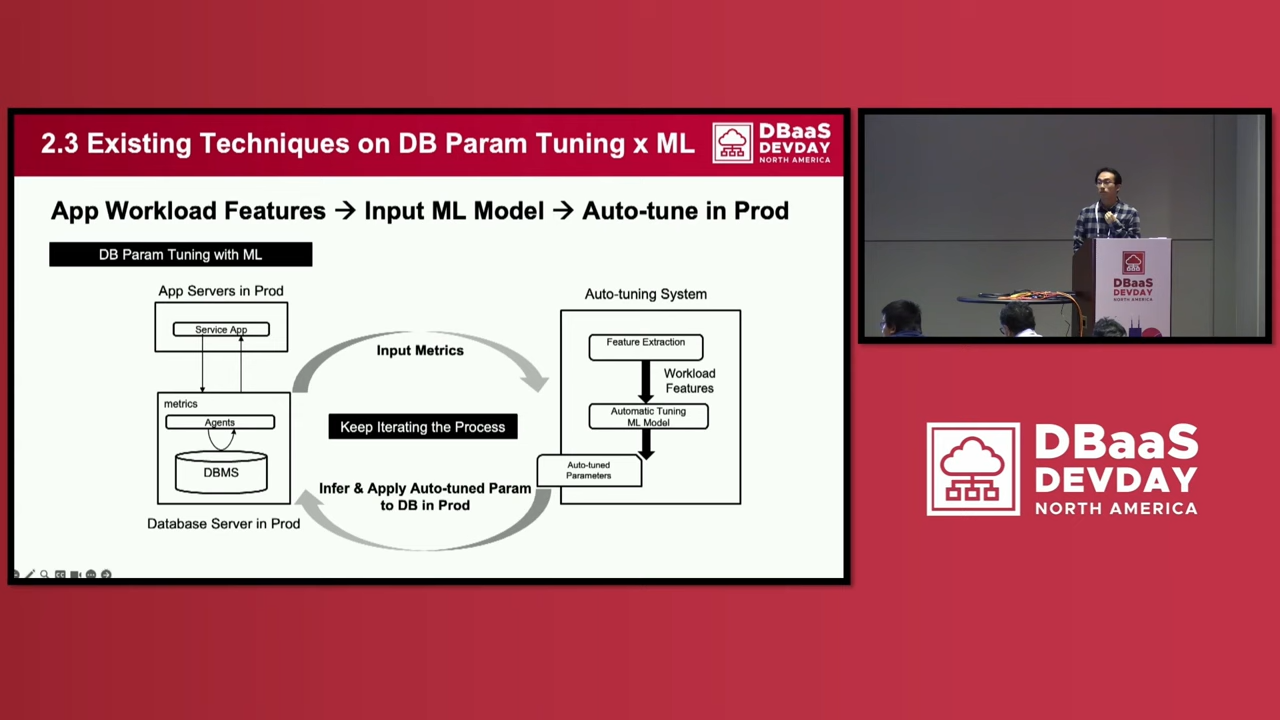 2.3 Existing Techniques on DB Param Tuning x ML
DBaaS
DEVDAY
NORTH AMERICA
App Workload Features → Input ML Model → Auto-tune in Prod
DB Param Tuning with ML
App Servers in Prod
Service App
metrics
Agents
DBMS
Database Server in Prod
Input Metrics
Keep Iterating the Process
Infer & Apply Auto-tuned Param
to DB in Prod
Auto-tuning System
Feature Extraction
Workload
Features
Automatic Tuning
ML Model
Auto-tuned
Parameters
DBaaS
DEVDAY
NORTH AMERICA
DBaaS
DEVDAY
NORTH AMERICA